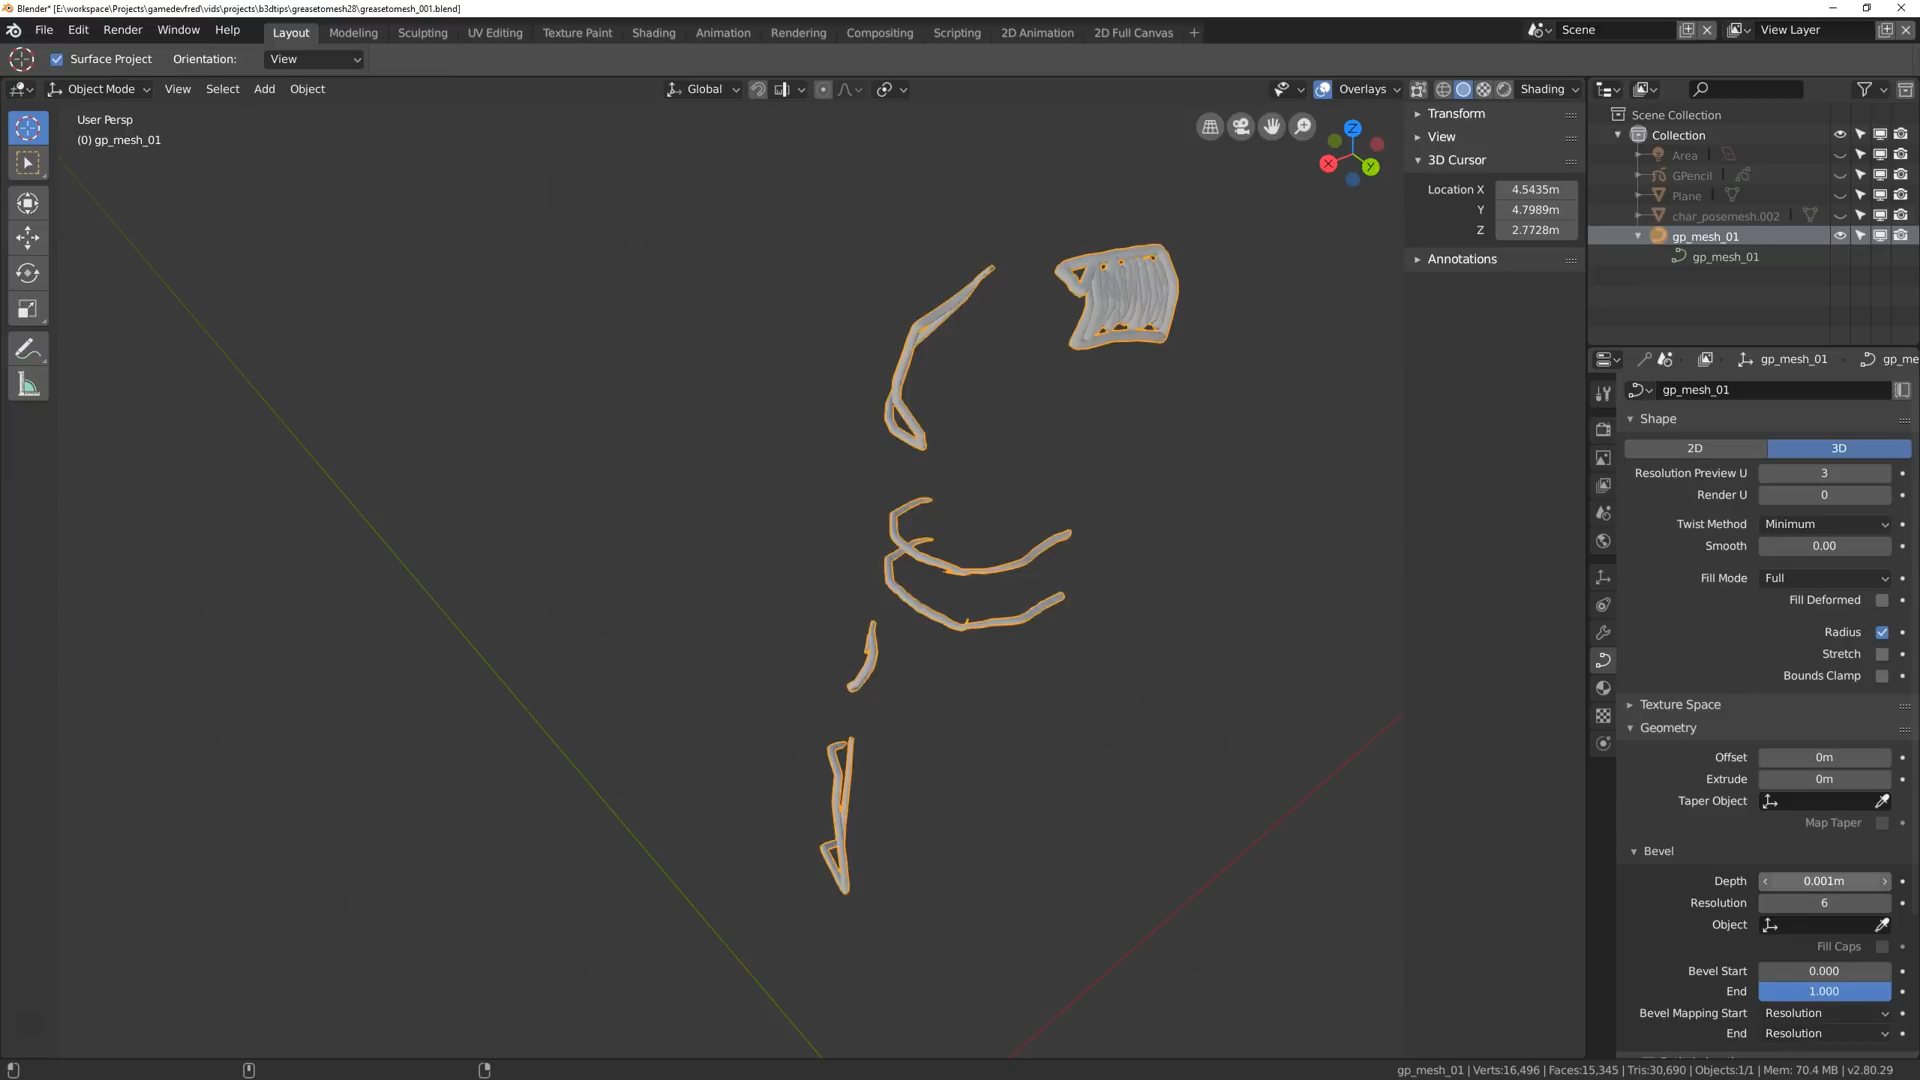 Blender* [E:\workspace\Projects\gamedevfred\vids\projects\b3dtips\greasetomesh28\greasetomesh_001.blend]
File Edit Render Window Help Layout Modeling Sculpting UV Editing Texture Paint Shading Animation Rendering Compositing Scripting 2D Animation 2D Full Canvas + Scene View Layer
Surface Project Orientation: View
Object Mode View Select Add Object Global Overlays Shading
User Persp
(0) gp_mesh_01
Z
X
Y
Transform
View
3D Cursor
Location X 4.5435m
Y 4.7989m
Z 2.7728m
Annotations
Scene Collection
Collection
Area
GPencil
Plane
char_posemesh.002
gp_mesh_01
gp_mesh_01
gp_mesh_01 gp_me
gp_mesh_01
Shape
2D 3D
Resolution Preview U 3
Render U 0
Twist Method Minimum
Smooth 0.00
Fill Mode Full
Fill Deformed
Radius
Stretch
Bounds Clamp
Texture Space
Geometry
Offset 0m
Extrude 0m
Taper Object
Map Taper
Bevel
Depth 0.001m
Resolution 6
Object
Fill Caps
Bevel Start 0.000
End 1.000
Bevel Mapping Start Resolution
End Resolution
gp_mesh_01 | Verts:16,496 | Faces:15,345 | Tris:30,690 | Objects:1/1 | Mem: 70.4 MB | v2.80.29